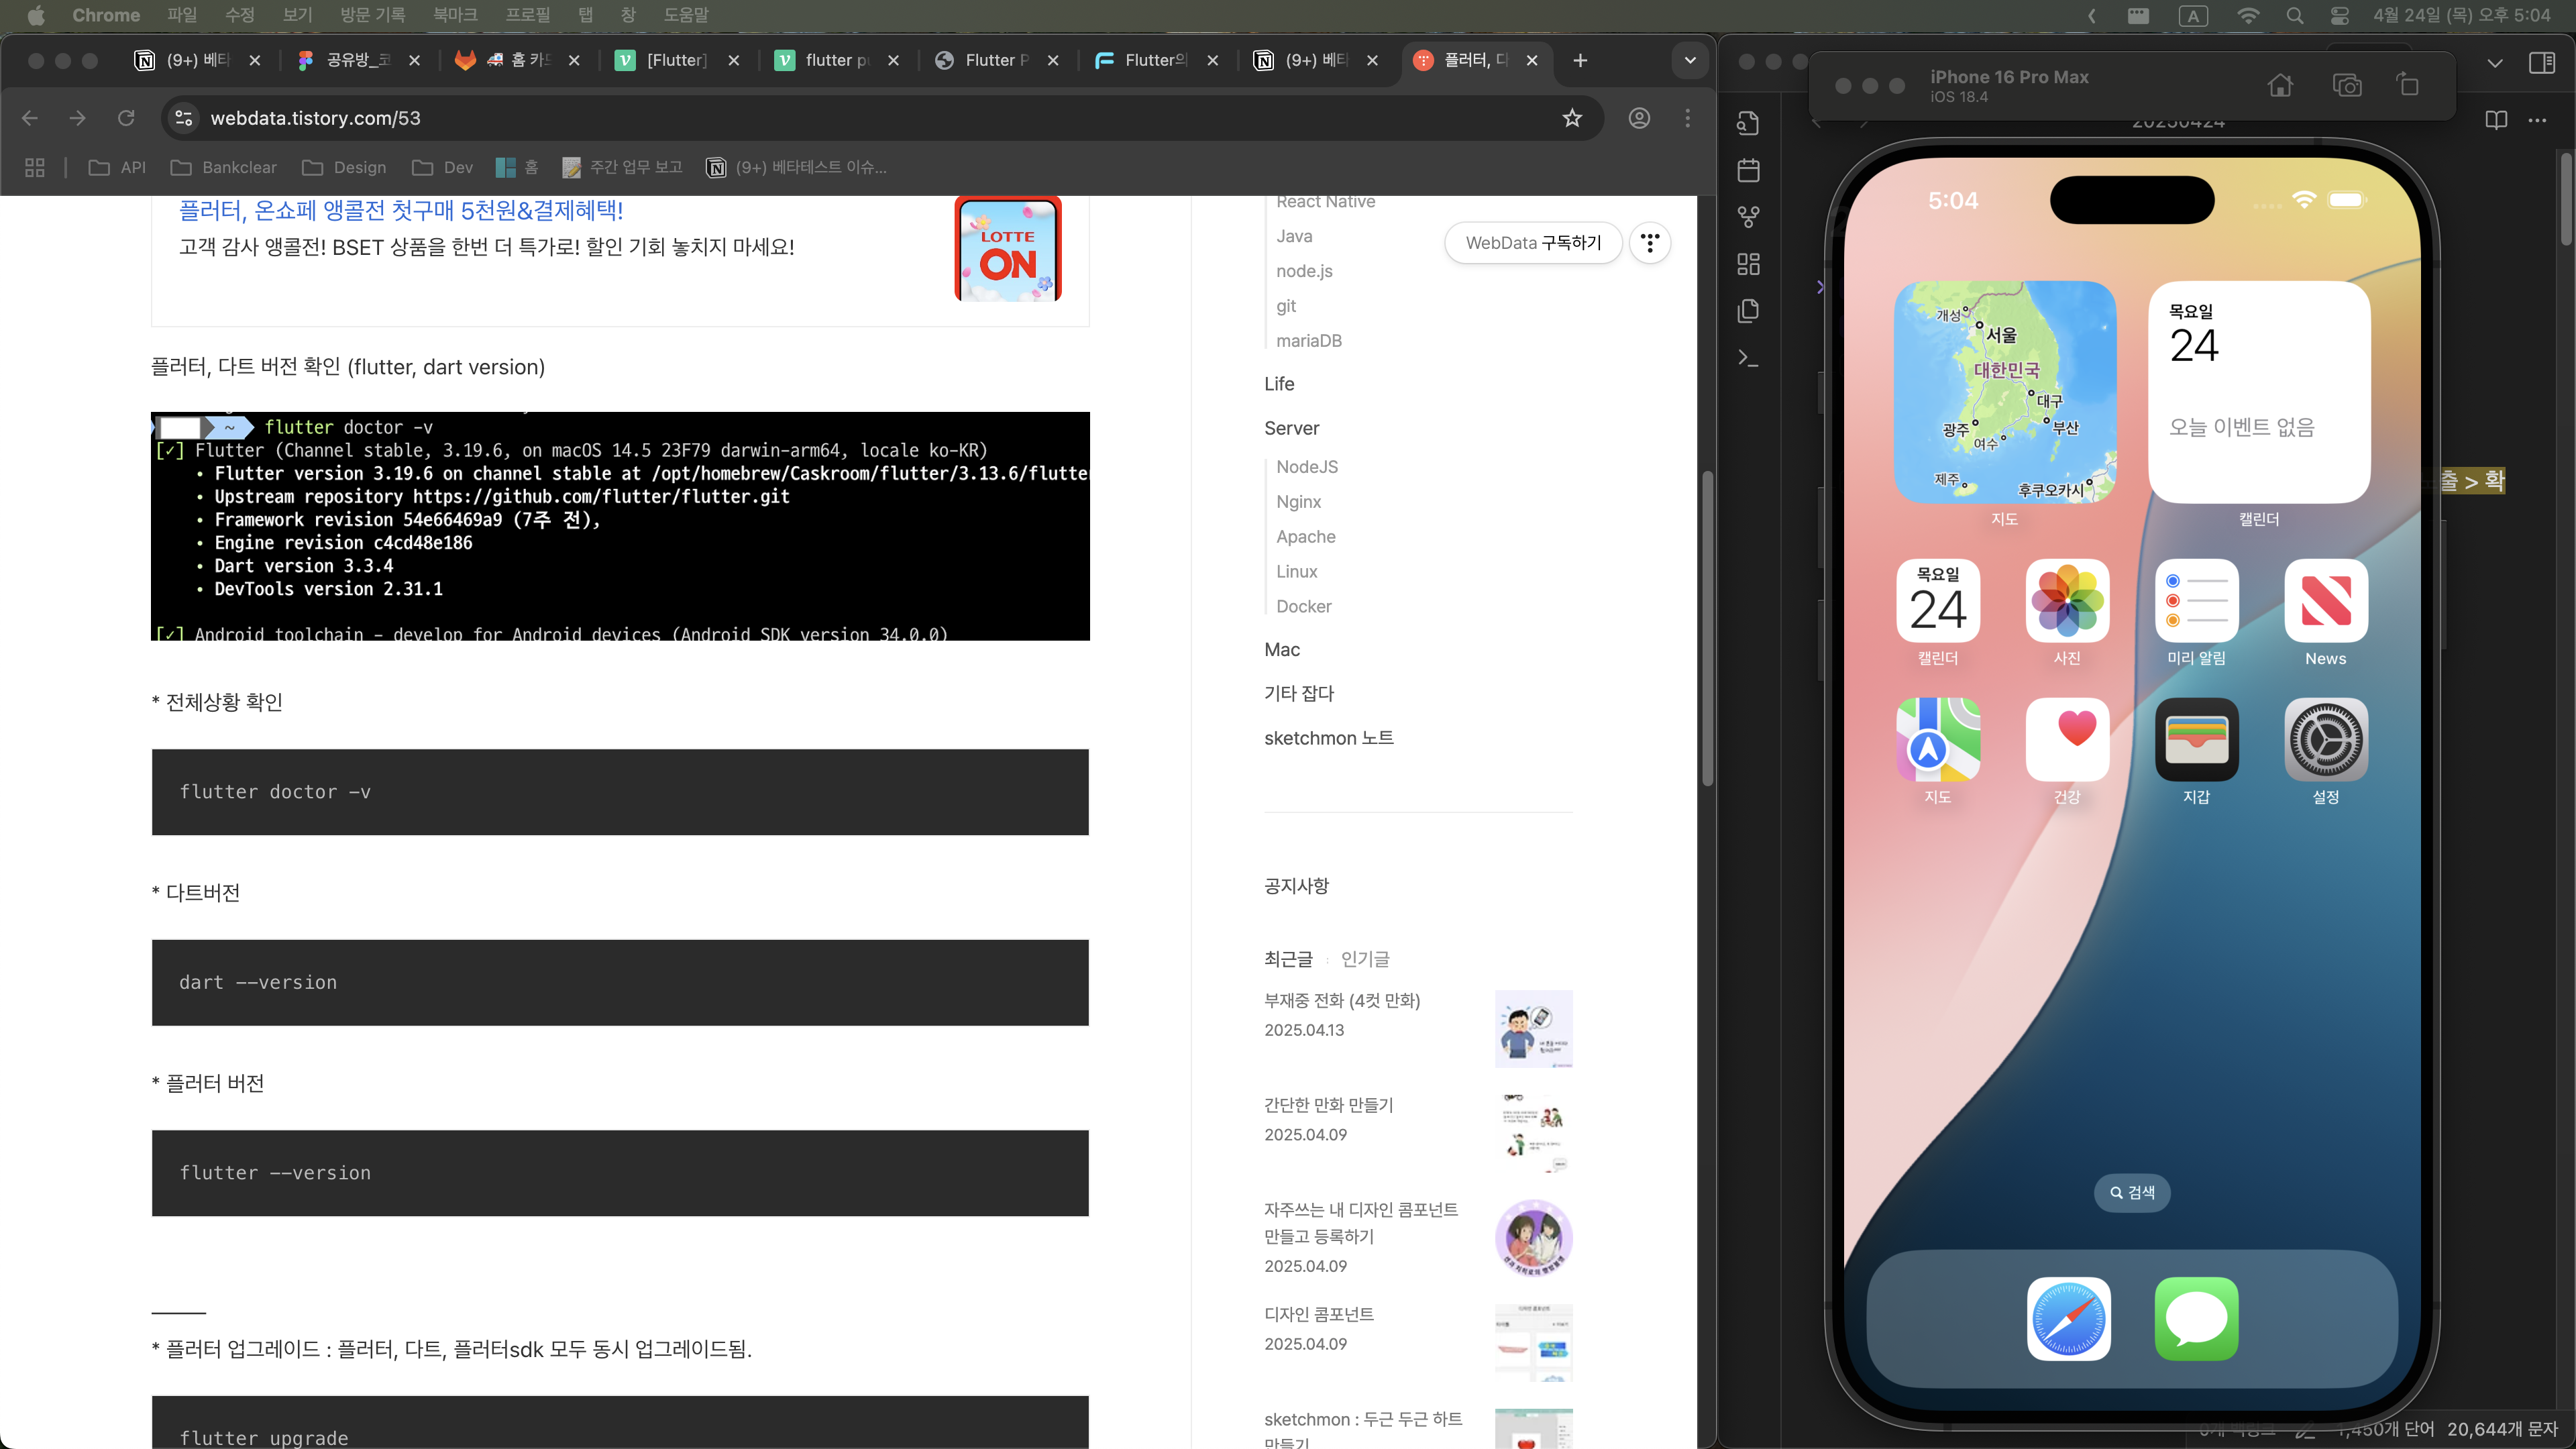 Chrome 파일 수정 보기 방문 기록 북마크 프로필 탭 창 도움말
A 4월 24일 (목) 오후 5:04
(9+) 베타 공유방_코 홈 카드 [Flutter] flutter pu Flutter P Flutter의 (9+) 베타 플러터, 다
webdata.tistory.com/53
API Bankclear Design Dev 홈 주간 업무 보고 (9+) 베타테스트 이슈...
플러터, 온쇼페 앵콜전 첫구매 5천원&결제혜택!
고객 감사 앵콜전! BSET 상품을 한번 더 특가로! 할인 기회 놓치지 마세요!
LOTTE
ON
플러터, 다트 버전 확인 (flutter, dart version)
~ flutter doctor -v
[✓] Flutter (Channel stable, 3.19.6, on macOS 14.5 23F79 darwin-arm64, locale ko-KR)
• Flutter version 3.19.6 on channel stable at /opt/homebrew/Caskroom/flutter/3.13.6/flutter
• Upstream repository https://github.com/flutter/flutter.git
• Framework revision 54e66469a9 (7주 전),
• Engine revision c4cd48e186
• Dart version 3.3.4
• DevTools version 2.31.1
[✓] Android toolchain - develop for Android devices (Android SDK version 34.0.0)
* 전체상황 확인
flutter doctor -v
* 다트버전
dart --version
* 플러터 버전
flutter --version
* 플러터 업그레이드 : 플러터, 다트, 플러터sdk 모두 동시 업그레이드됨.
flutter upgrade
React Native
Java
node.js
git
mariaDB
Life
Server
NodeJS
Nginx
Apache
Linux
Docker
Mac
기타 잡다
sketchmon 노트
WebData 구독하기
공지사항
최근글 인기글
부재중 전화 (4컷 만화)
2025.04.13
간단한 만화 만들기
2025.04.09
자주쓰는 내 디자인 콤포넌트
만들고 등록하기
2025.04.09
디자인 콤포넌트
2025.04.09
sketchmon : 두근 두근 하트
만들기
iPhone 16 Pro Max
iOS 18.4
20250424
5:04
개성
서울
대한민국
대구
광주
부산
여수
제주
후쿠오카시
지도
목요일
24
오늘 이벤트 없음
캘린더
목요일
24
캘린더 사진 미리 알림 News
지도 건강 지갑 설정
검색
출 > 확
1,450개 단어 20,644개 문자